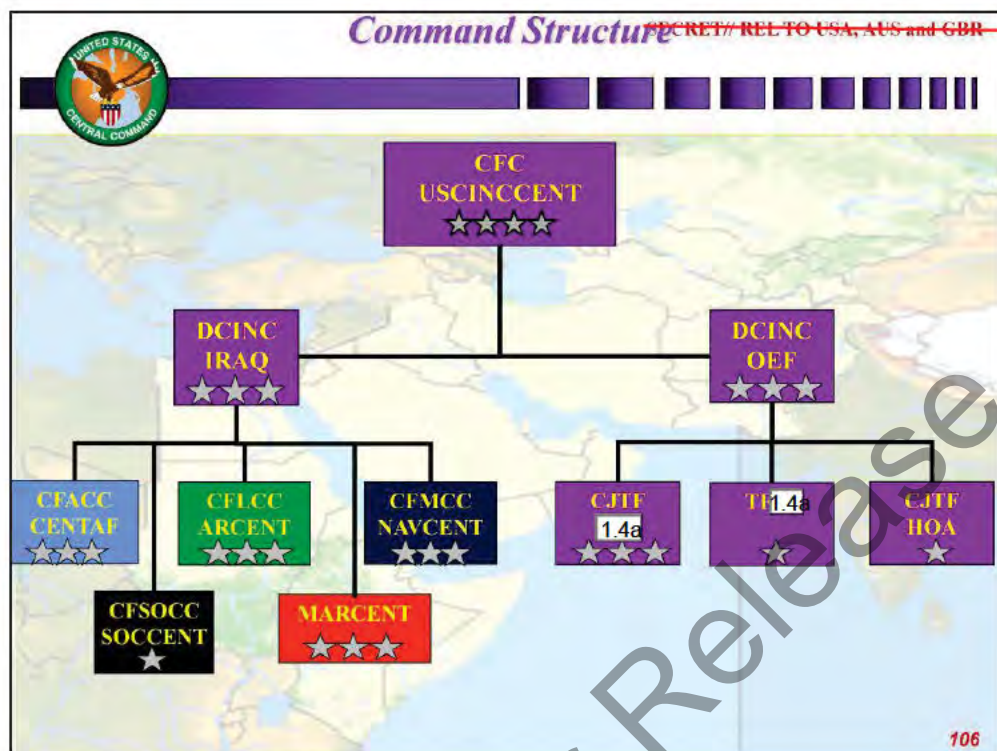 Command Structure
SECRET// REL TO USA, AUS and GBR
UNITED STATES
CENTRAL COMMAND
CFC
USCINCCENT
DCINC
IRAQ
DCINC
OEF
CFACC
CENTAF
CFLCC
ARCENT
CFMCC
NAVCENT
CJTF
1.4a
TF 1.4a
CJTF
HOA
CFSOCC
SOCCENT
MARCENT
Release
106